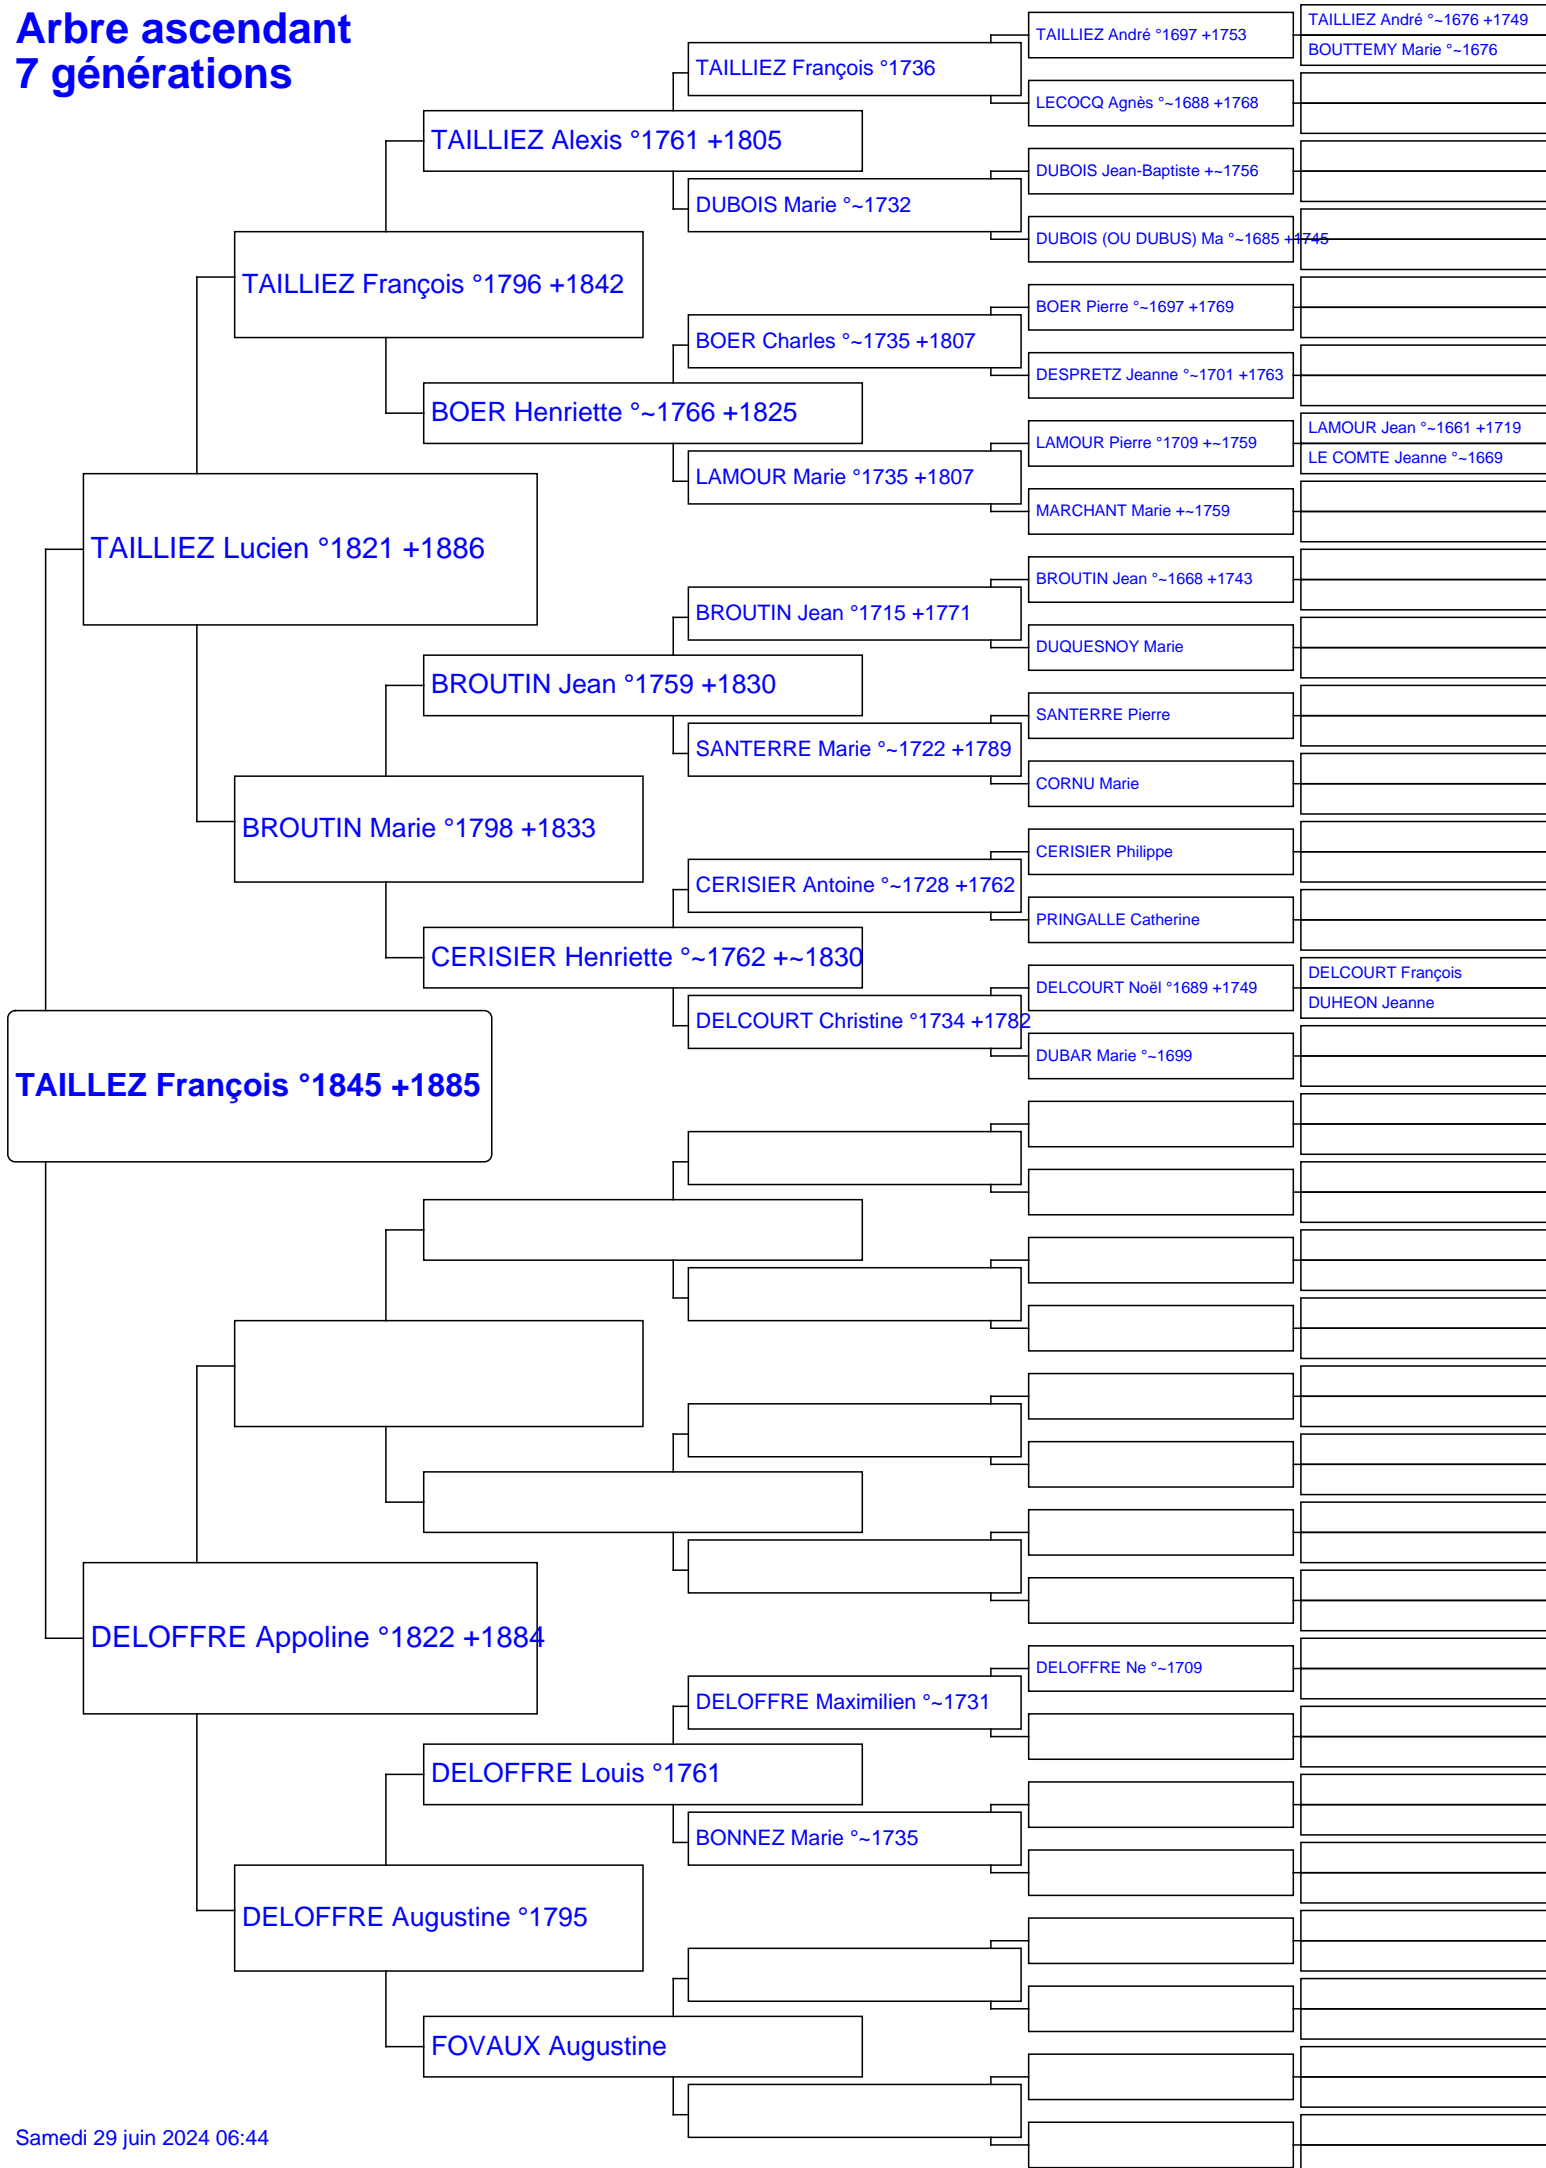 Arbre ascendant
7 générations
TAILLIEZ André °~1676 +1749
TAILLIEZ André °1697 +1753
BOUTTEMY Marie °~1676
TAILLIEZ François °1736
LECOCQ Agnès °~1688 +1768
TAILLIEZ Alexis °1761 +1805
DUBOIS Jean-Baptiste +~1756
DUBOIS Marie °~1732
DUBOIS (OU DUBUS) Ma °~1685 +1745
TAILLIEZ François °1796 +1842
BOER Pierre °~1697 +1769
BOER Charles °~1735 +1807
DESPRETZ Jeanne °~1701 +1763
BOER Henriette °~1766 +1825
LAMOUR Jean °~1661 +1719
LAMOUR Pierre °1709 +~1759
LE COMTE Jeanne °~1669
LAMOUR Marie °1735 +1807
MARCHANT Marie +~1759
TAILLIEZ Lucien °1821 +1886
BROUTIN Jean °~1668 +1743
BROUTIN Jean °1715 +1771
DUQUESNOY Marie
BROUTIN Jean °1759 +1830
SANTERRE Pierre
SANTERRE Marie °~1722 +1789
CORNU Marie
BROUTIN Marie °1798 +1833
CERISIER Philippe
CERISIER Antoine °~1728 +1762
PRINGALLE Catherine
CERISIER Henriette °~1762 +~1830
DELCOURT François
DELCOURT Noël °1689 +1749
DUHEON Jeanne
DELCOURT Christine °1734 +1782
DUBAR Marie °~1699
TAILLEZ François °1845 +1885
DELOFFRE Appoline °1822 +1884
DELOFFRE Ne °~1709
DELOFFRE Maximilien °~1731
DELOFFRE Louis °1761
BONNEZ Marie °~1735
DELOFFRE Augustine °1795
FOVAUX Augustine
Samedi 29 juin 2024 06:44